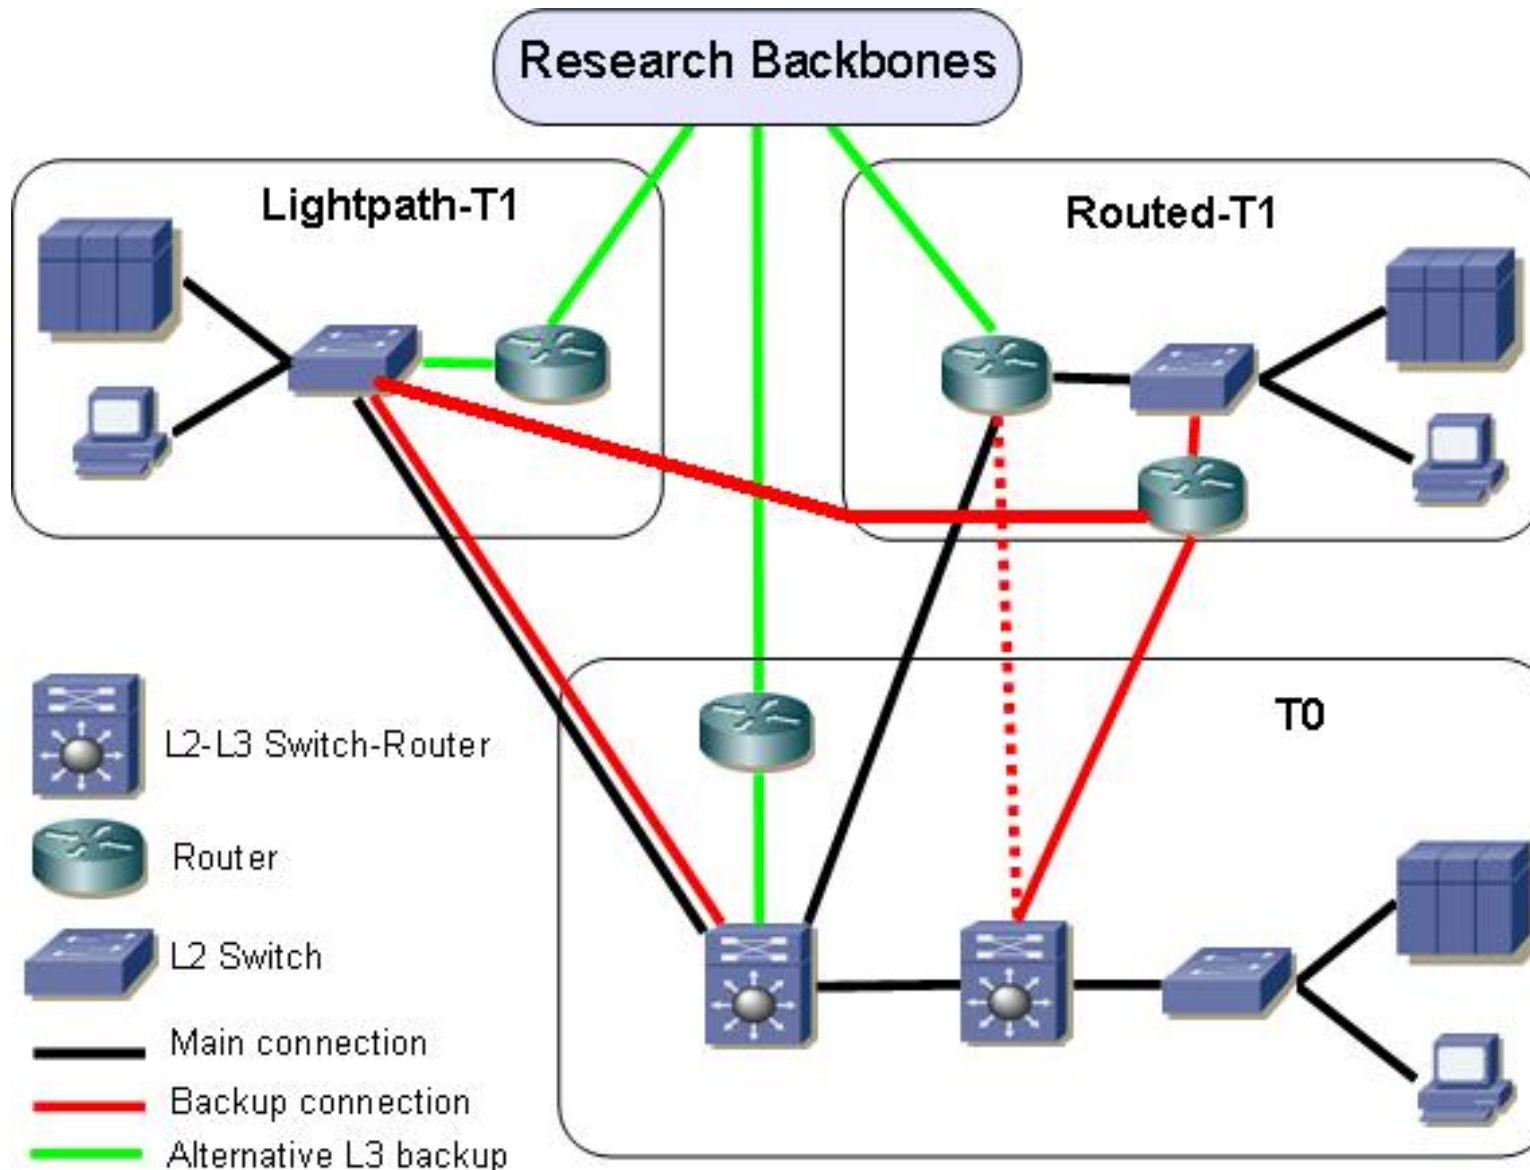 Research Backbones
Lightpath-T1
Routed-T1
T0
L2-L3 Switch-Router
Router
L2 Switch
Main connection
Backup connection
Alternative L3 backup